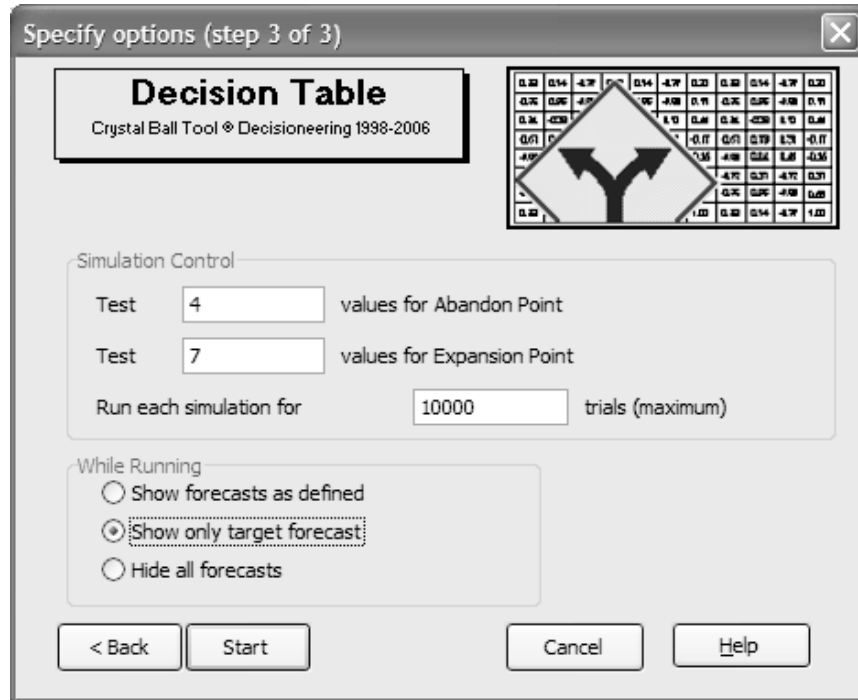 Specify options (step 3 of 3)
Decision Table
Crystal Ball Tool ® Decisioneering 1998-2006
Simulation Control
Test 4 values for Abandon Point
Test 7 values for Expansion Point
Run each simulation for 10000 trials (maximum)
While Running
Show forecasts as defined
Show only target forecast
Hide all forecasts
< Back Start Cancel Help